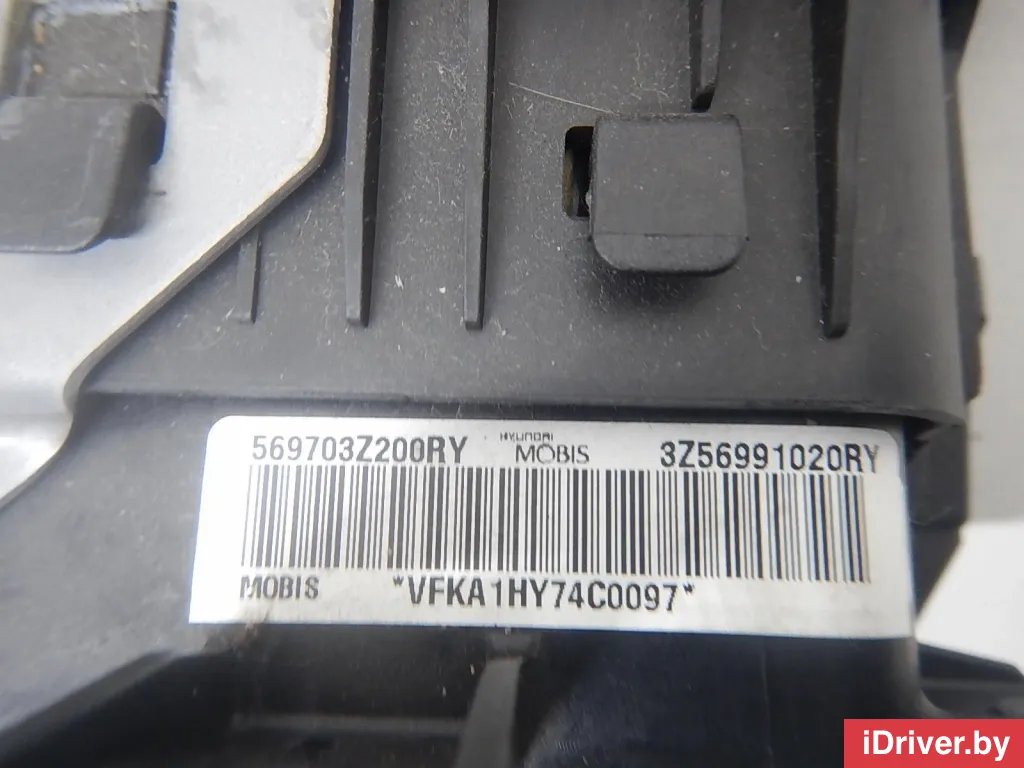 569703Z200RY HYUNDAI MOBIS 3Z56991020RY
MOBIS *VFKA1HY74C0097*
iDriver.by